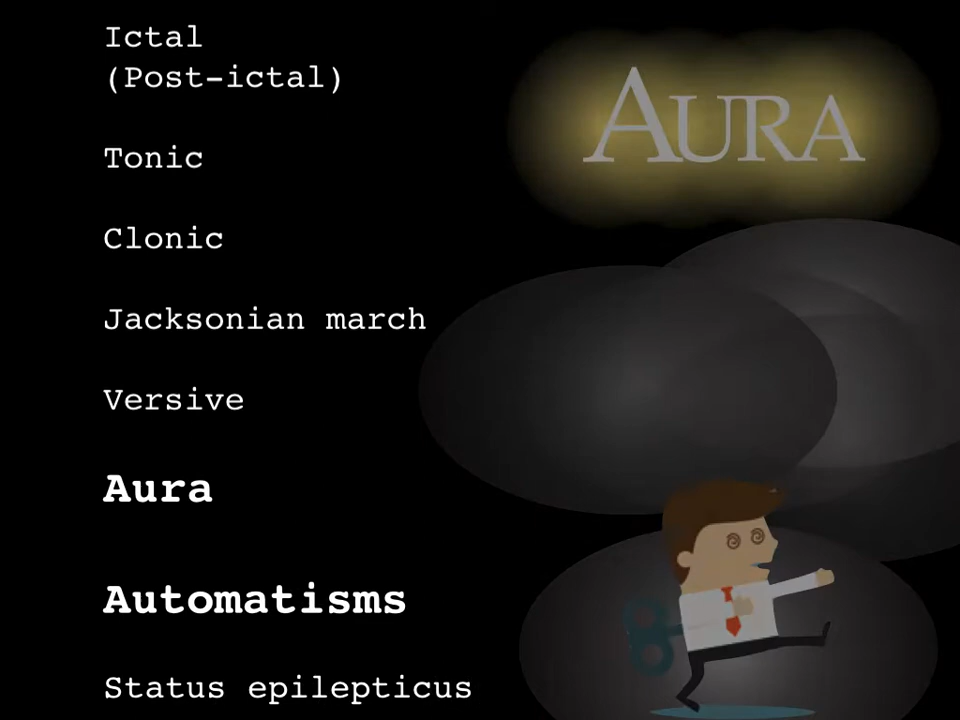 Ictal
(Post-ictal)
Tonic
Clonic
Jacksonian march
Versive
Aura
Automatisms
Status epilepticus
AURA